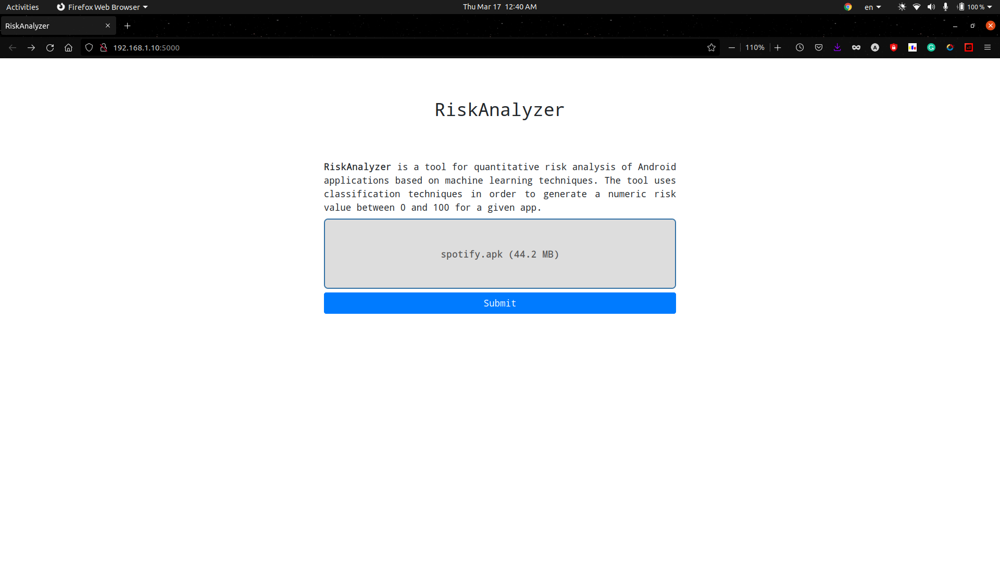 Activities
Firefox Web Browser
Thu Mar 17 12:40 AM
en
100 %
RiskAnalyzer
192.168.1.10:5000
110%
A
RiskAnalyzer
RiskAnalyzer is a tool for quantitative risk analysis of Android
applications based on machine learning techniques. The tool uses
classification techniques in order to generate a numeric risk
value between 0 and 100 for a given app.
spotify.apk (44.2 MB)
Submit